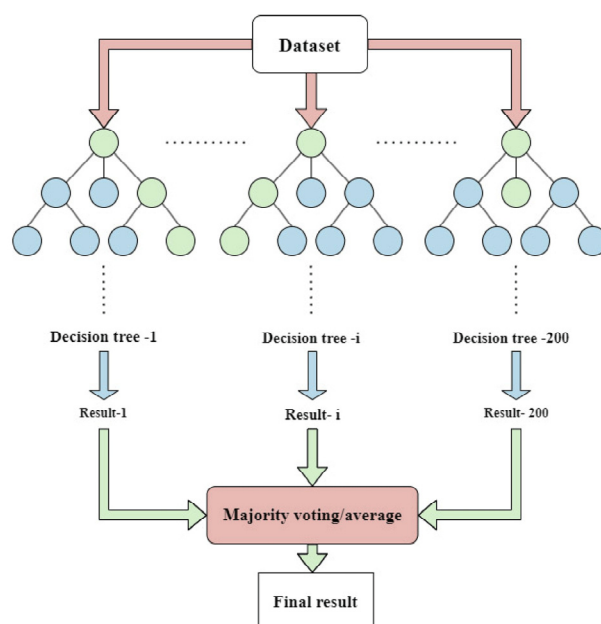 Dataset
Decision tree -1
Decision tree -i
Decision tree -200
Result-1
Result- i
Result- 200
Majority voting/average
Final result